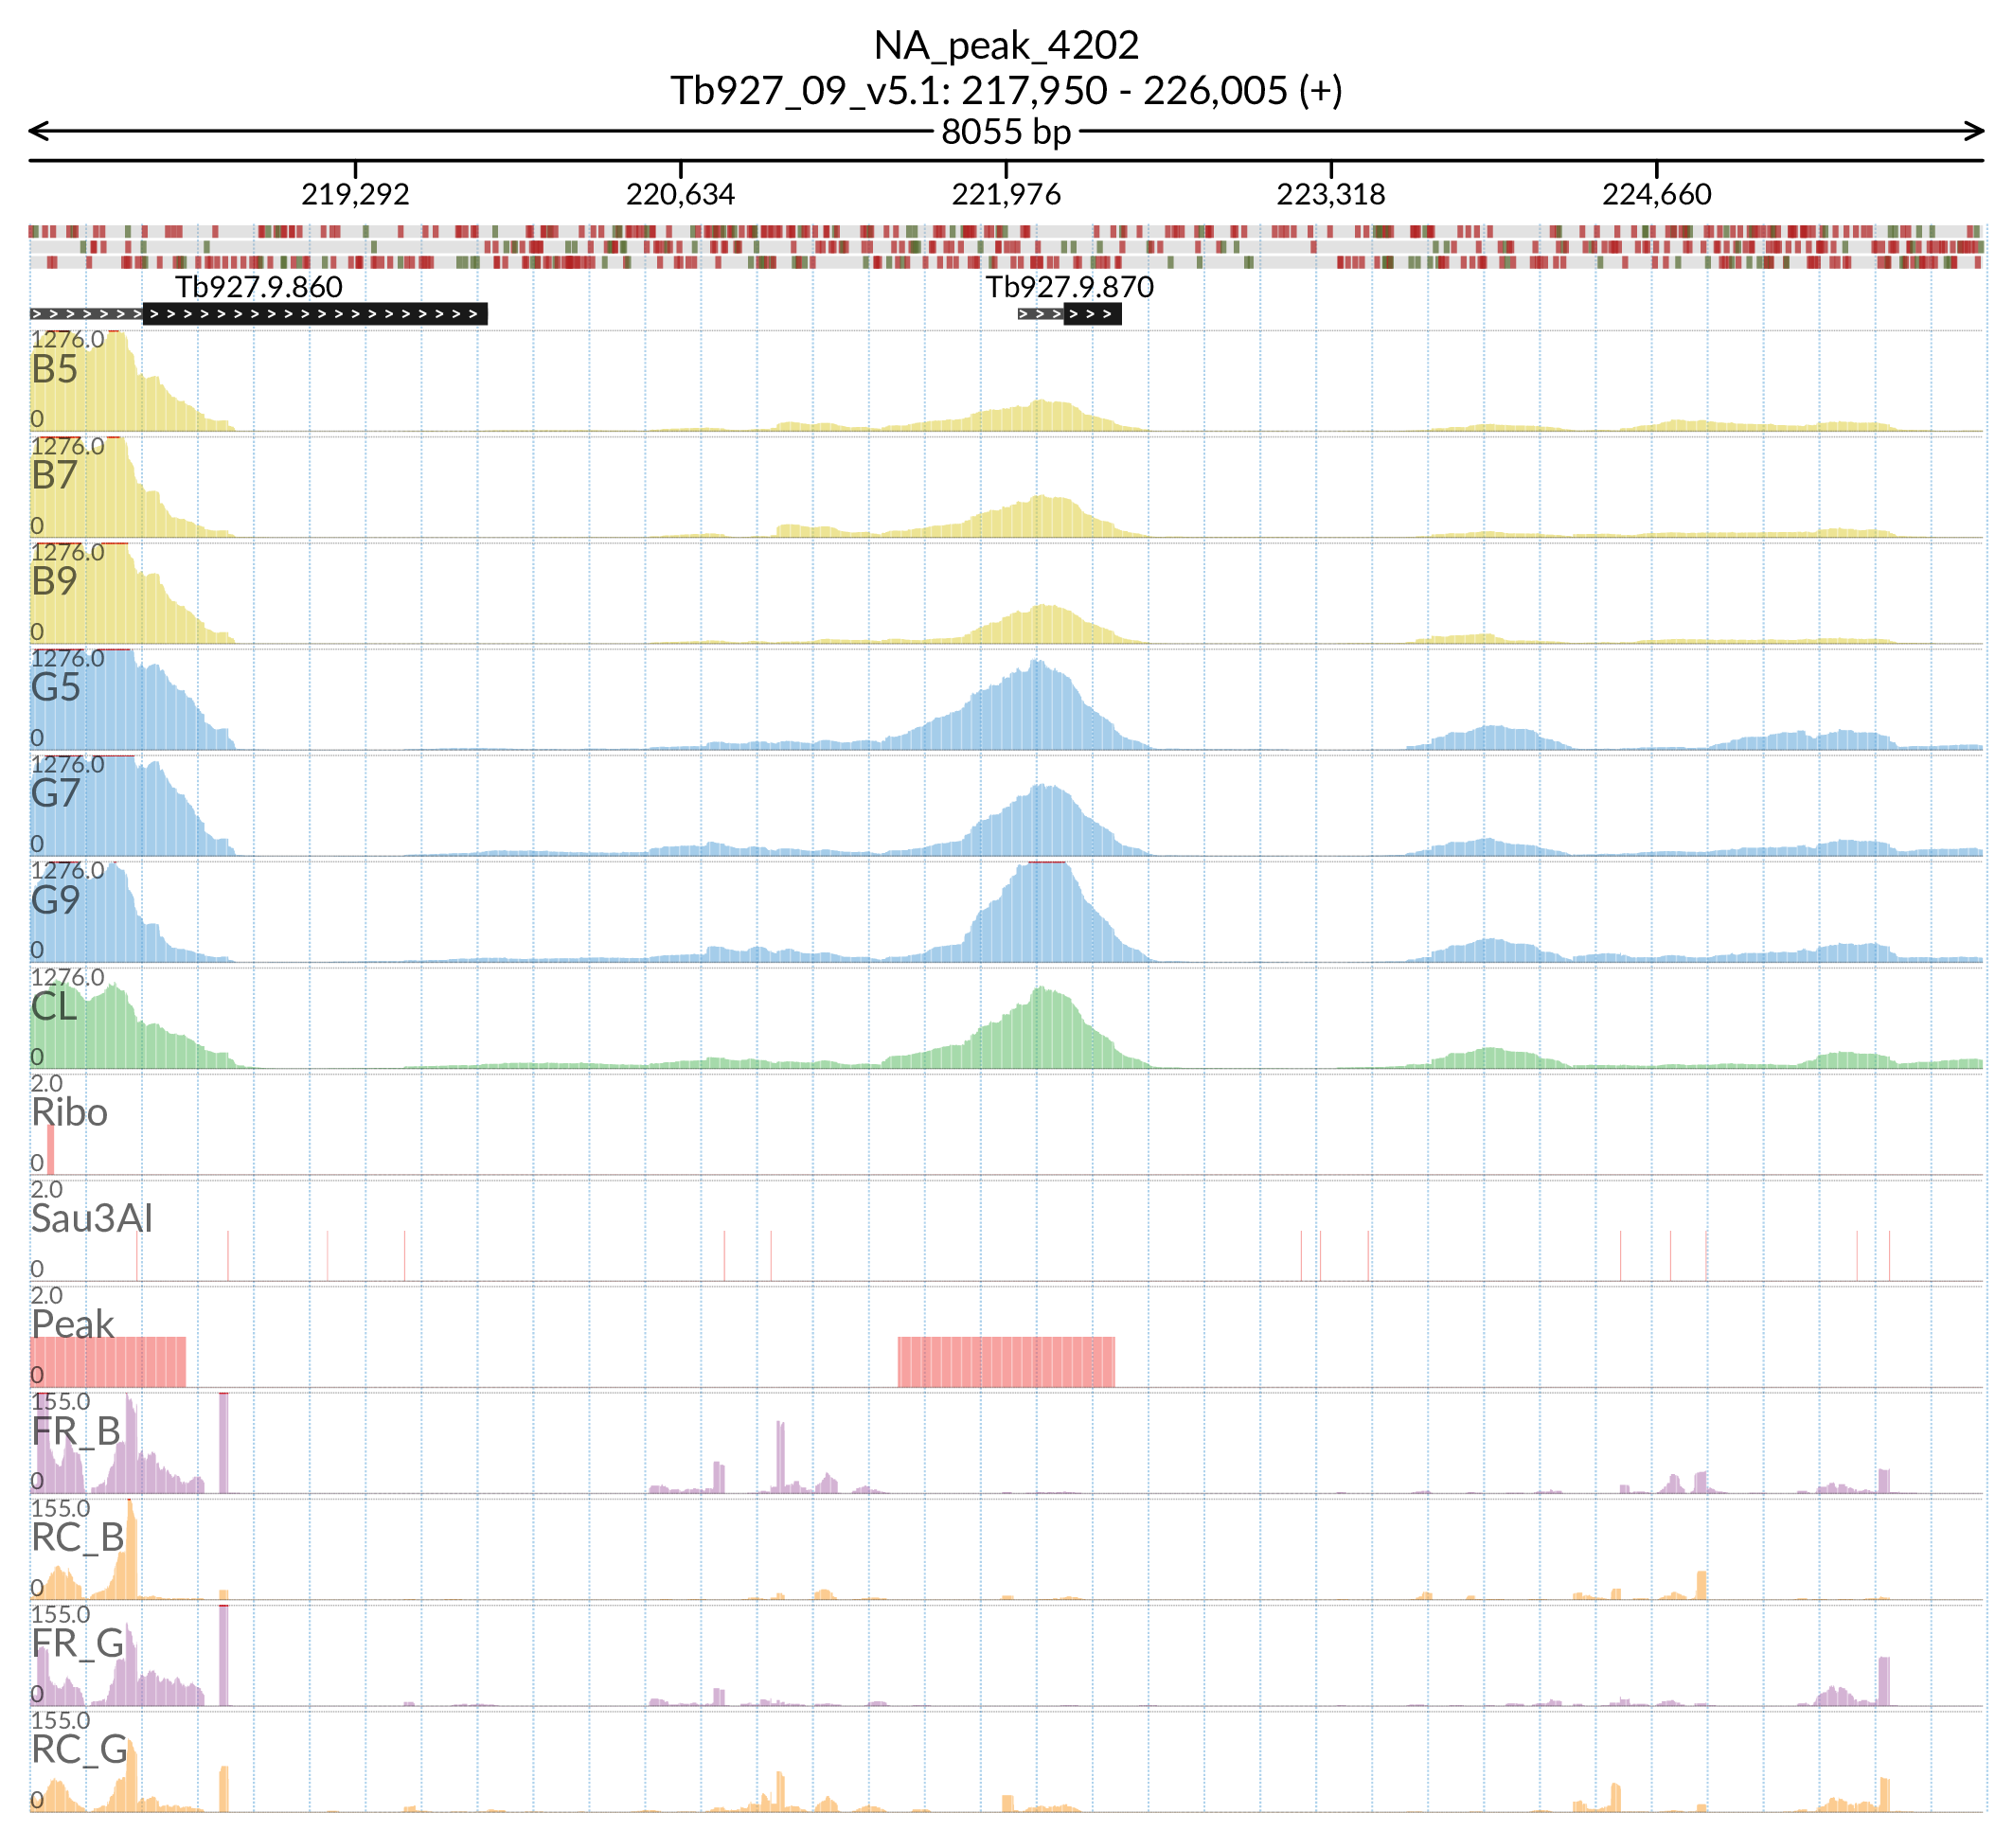 NA_peak_4202
Tb927_09_v5.1: 217,950 - 226,005 (+)
8055 bp
219,292 220,634 221,976 223,318 224,660
Tb927.9.860 Tb927.9.870
1276.0
B5
0
1276.0
B7
0
1276.0
B9
0
1276.0
G5
0
1276.0
G7
0
1276.0
G9
0
1276.0
CL
0
2.0
Ribo
0
2.0
Sau3AI
0
2.0
Peak
0
155.0
FR_B
0
155.0
RC_B
0
155.0
FR_G
0
155.0
RC_G
0